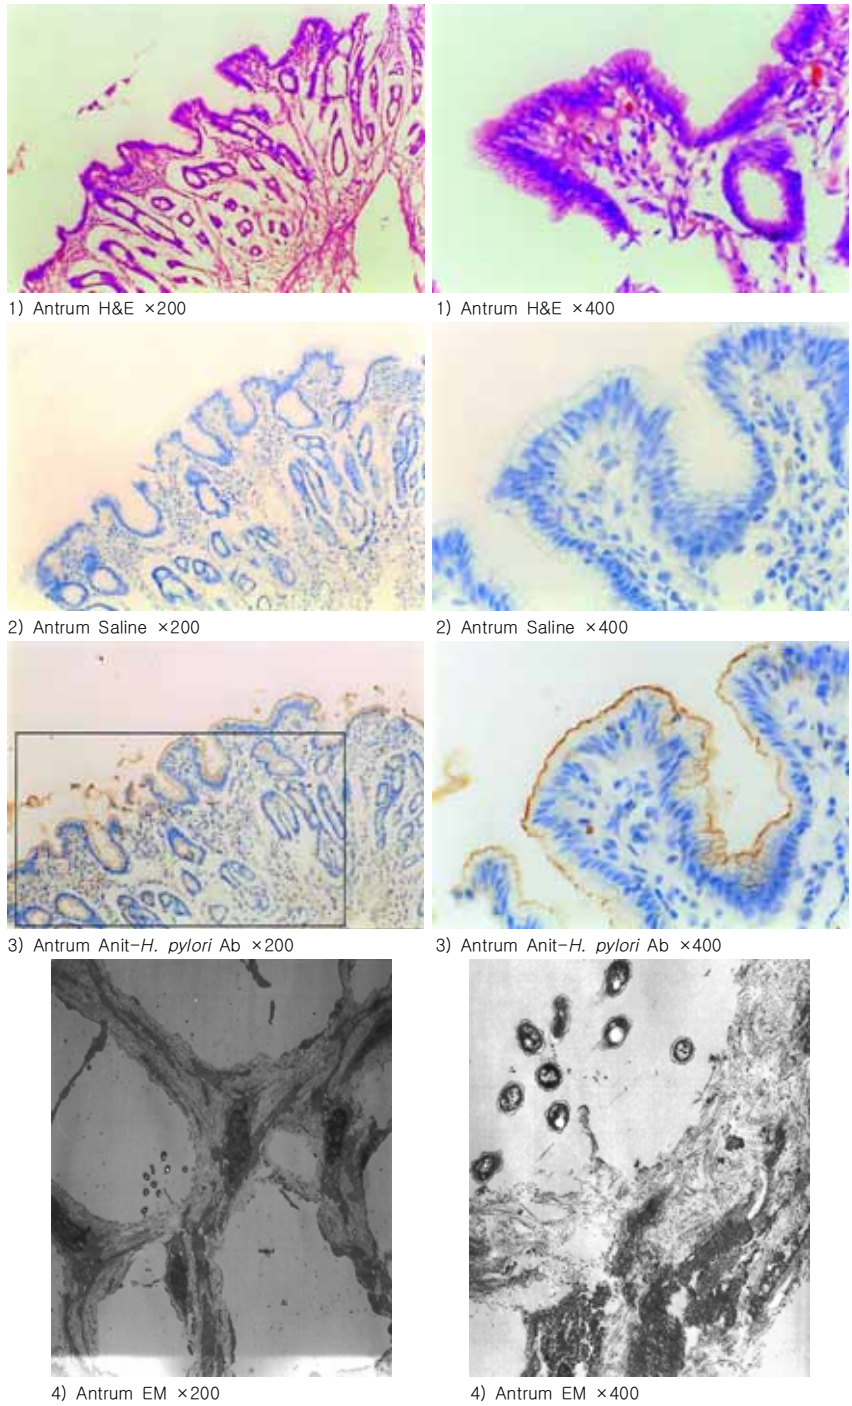 1) Antrum H&E ×200
1) Antrum H&E ×400
2) Antrum Saline ×200
2) Antrum Saline ×400
3) Antrum Anit-H. pylori Ab ×200
3) Antrum Anit-H. pylori Ab ×400
4) Antrum EM ×200
4) Antrum EM ×400